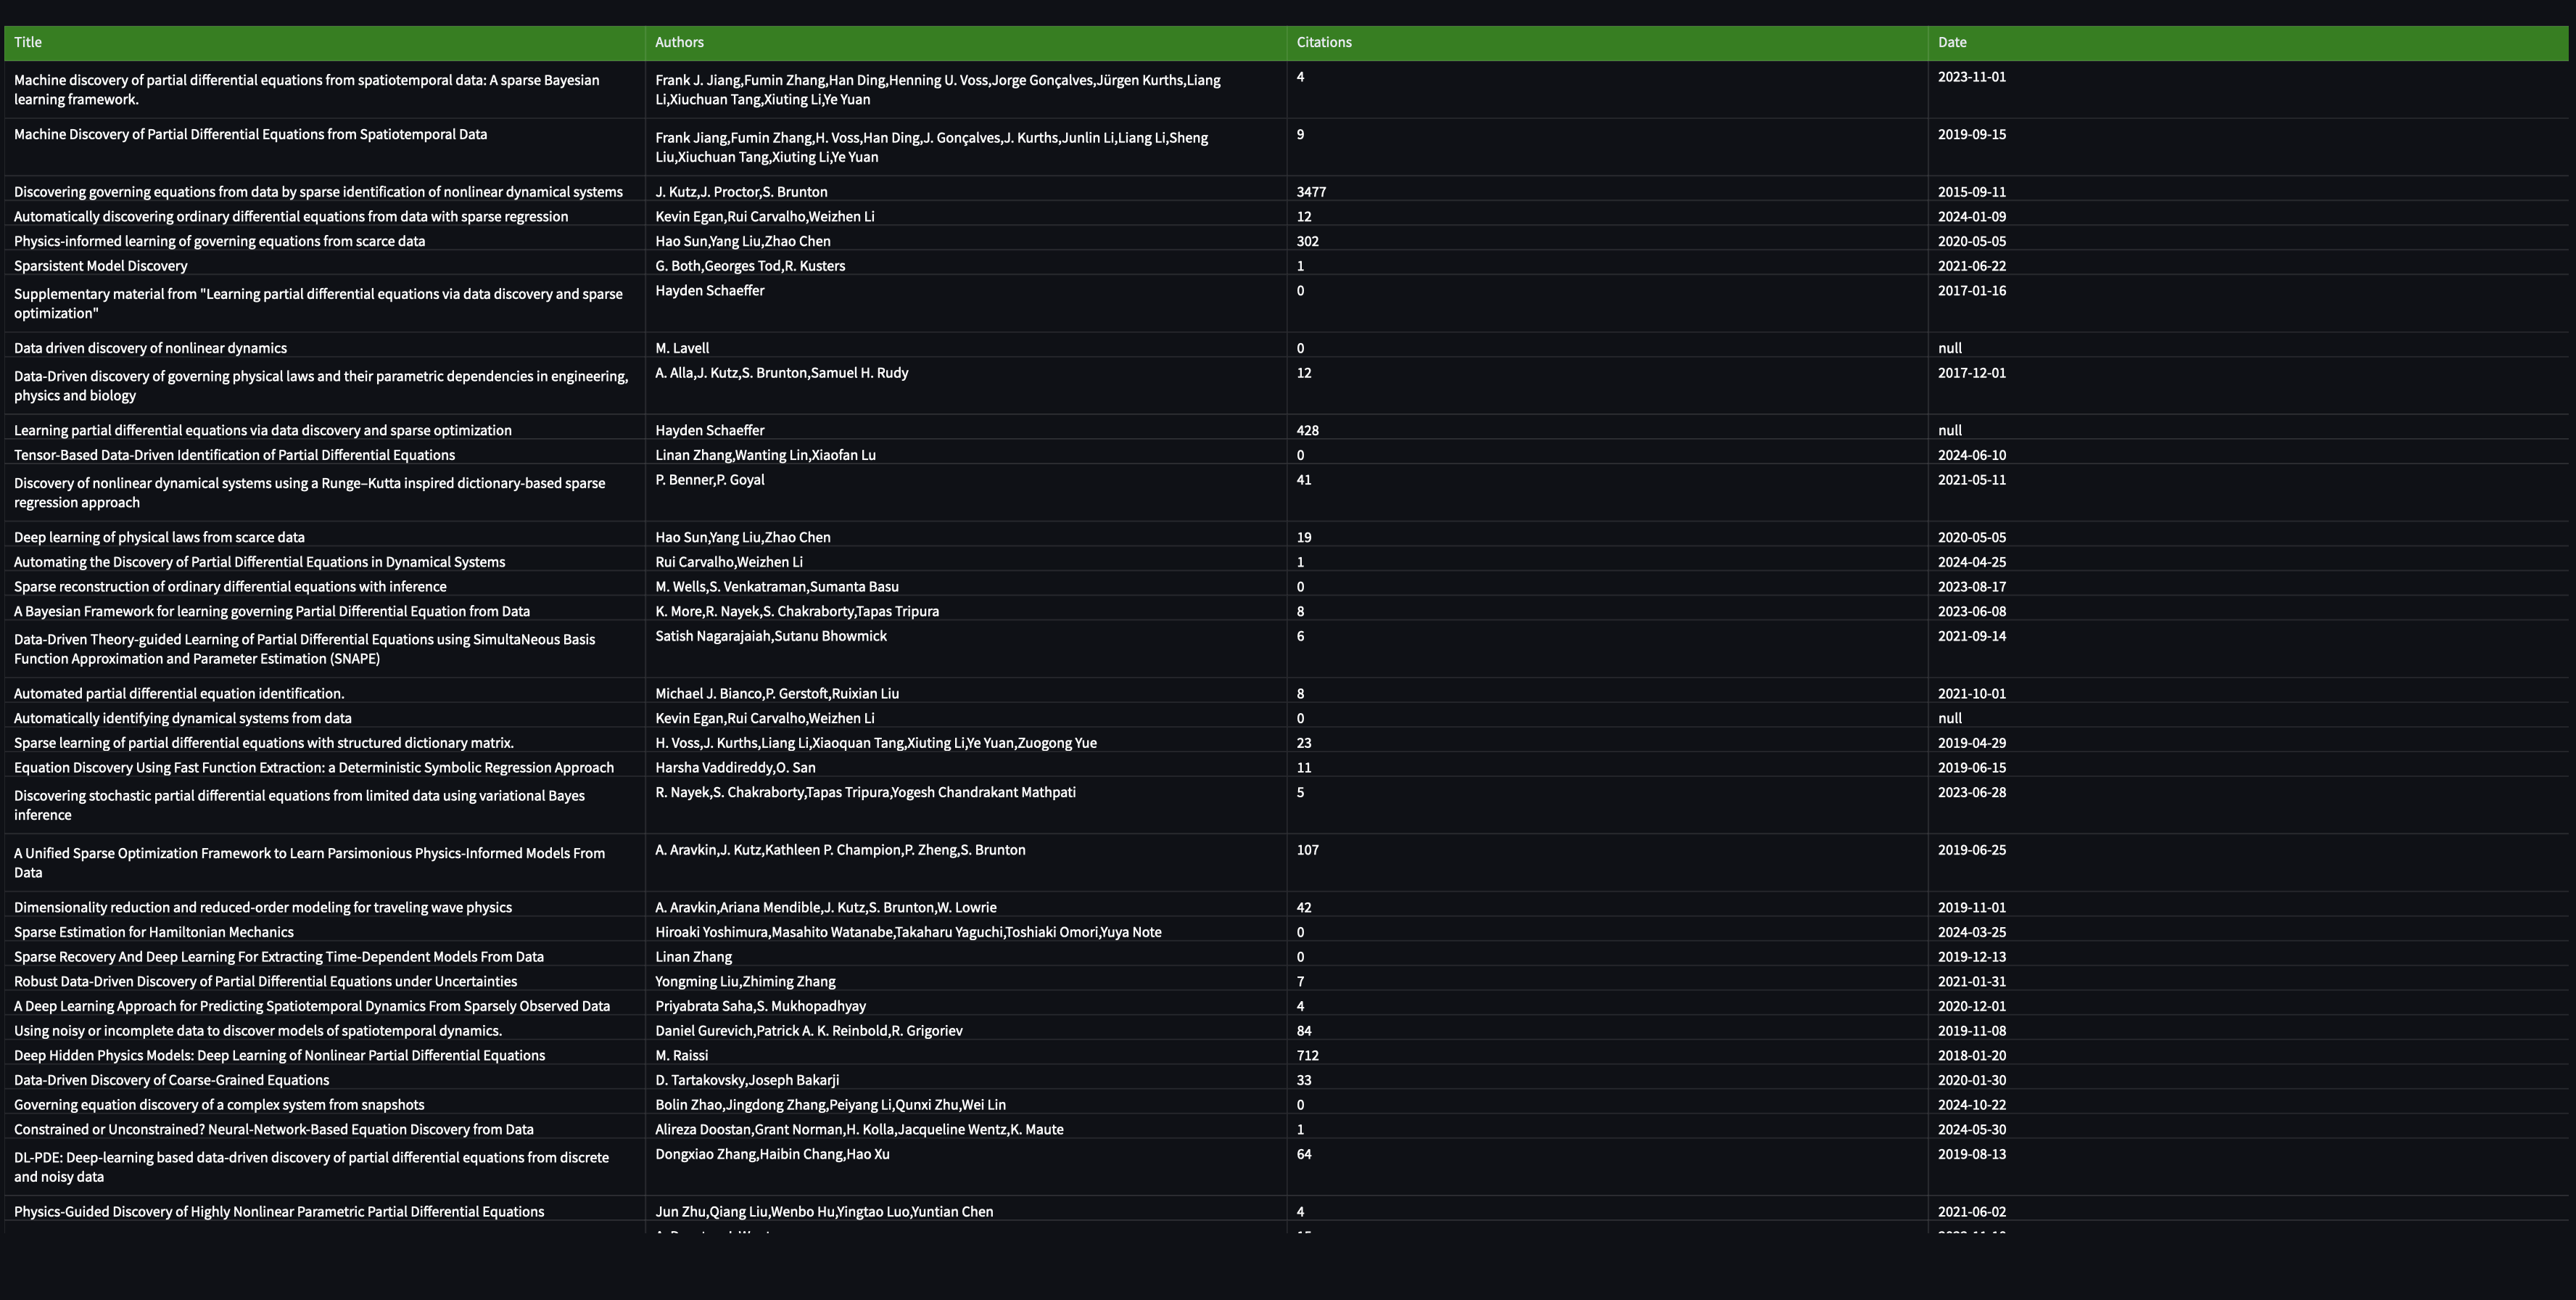 Title Authors Citations Date
Machine discovery of partial differential equations from spatiotemporal data: A sparse Bayesian
learning framework.
Frank J. Jiang,Fumin Zhang,Han Ding,Henning U. Voss,Jorge Gonçalves,Jürgen Kurths,Liang
Li,Xiuchuan Tang,Xiuting Li,Ye Yuan
4
2023-11-01
Machine Discovery of Partial Differential Equations from Spatiotemporal Data
Frank Jiang,Fumin Zhang,H. Voss,Han Ding,J. Gonçalves,J. Kurths,Junlin Li,Liang Li,Sheng
Liu,Xiuchuan Tang,Xiuting Li,Ye Yuan
9
2019-09-15
Discovering governing equations from data by sparse identification of nonlinear dynamical systems J. Kutz,J. Proctor,S. Brunton 3477 2015-09-11
Automatically discovering ordinary differential equations from data with sparse regression Kevin Egan,Rui Carvalho,Weizhen Li 12 2024-01-09
Physics-informed learning of governing equations from scarce data Hao Sun,Yang Liu,Zhao Chen 302 2020-05-05
Sparsistent Model Discovery G. Both,Georges Tod,R. Kusters 1 2021-06-22
Supplementary material from "Learning partial differential equations via data discovery and sparse
optimization"
Hayden Schaeffer 0 2017-01-16
Data driven discovery of nonlinear dynamics M. Lavell 0 null
Data-Driven discovery of governing physical laws and their parametric dependencies in engineering,
physics and biology
A. Alla,J. Kutz,S. Brunton,Samuel H. Rudy 12 2017-12-01
Learning partial differential equations via data discovery and sparse optimization Hayden Schaeffer 428 null
Tensor-Based Data-Driven Identification of Partial Differential Equations Linan Zhang,Wanting Lin,Xiaofan Lu 0 2024-06-10
Discovery of nonlinear dynamical systems using a Runge–Kutta inspired dictionary-based sparse
regression approach
P. Benner,P. Goyal 41 2021-05-11
Deep learning of physical laws from scarce data Hao Sun,Yang Liu,Zhao Chen 19 2020-05-05
Automating the Discovery of Partial Differential Equations in Dynamical Systems Rui Carvalho,Weizhen Li 1 2024-04-25
Sparse reconstruction of ordinary differential equations with inference M. Wells,S. Venkatraman,Sumanta Basu 0 2023-08-17
A Bayesian Framework for learning governing Partial Differential Equation from Data K. More,R. Nayek,S. Chakraborty,Tapas Tripura 8 2023-06-08
Data-Driven Theory-guided Learning of Partial Differential Equations using SimultaNeous Basis
Function Approximation and Parameter Estimation (SNAPE)
Satish Nagarajaiah,Sutanu Bhowmick 6 2021-09-14
Automated partial differential equation identification. Michael J. Bianco,P. Gerstoft,Ruixian Liu 8 2021-10-01
Automatically identifying dynamical systems from data Kevin Egan,Rui Carvalho,Weizhen Li 0 null
Sparse learning of partial differential equations with structured dictionary matrix. H. Voss,J. Kurths,Liang Li,Xiaoquan Tang,Xiuting Li,Ye Yuan,Zuogong Yue 23 2019-04-29
Equation Discovery Using Fast Function Extraction: a Deterministic Symbolic Regression Approach Harsha Vaddireddy,O. San 11 2019-06-15
Discovering stochastic partial differential equations from limited data using variational Bayes
inference
R. Nayek,S. Chakraborty,Tapas Tripura,Yogesh Chandrakant Mathpati 5 2023-06-28
A Unified Sparse Optimization Framework to Learn Parsimonious Physics-Informed Models From
Data
A. Aravkin,J. Kutz,Kathleen P. Champion,P. Zheng,S. Brunton 107 2019-06-25
Dimensionality reduction and reduced-order modeling for traveling wave physics A. Aravkin,Ariana Mendible,J. Kutz,S. Brunton,W. Lowrie 42 2019-11-01
Sparse Estimation for Hamiltonian Mechanics Hiroaki Yoshimura,Masahito Watanabe,Takaharu Yaguchi,Toshiaki Omori,Yuya Note 0 2024-03-25
Sparse Recovery And Deep Learning For Extracting Time-Dependent Models From Data Linan Zhang 0 2019-12-13
Robust Data-Driven Discovery of Partial Differential Equations under Uncertainties Yongming Liu,Zhiming Zhang 7 2021-01-31
A Deep Learning Approach for Predicting Spatiotemporal Dynamics From Sparsely Observed Data Priyabrata Saha,S. Mukhopadhyay 4 2020-12-01
Using noisy or incomplete data to discover models of spatiotemporal dynamics. Daniel Gurevich,Patrick A. K. Reinbold,R. Grigoriev 84 2019-11-08
Deep Hidden Physics Models: Deep Learning of Nonlinear Partial Differential Equations M. Raissi 712 2018-01-20
Data-Driven Discovery of Coarse-Grained Equations D. Tartakovsky,Joseph Bakarji 33 2020-01-30
Governing equation discovery of a complex system from snapshots Bolin Zhao,Jingdong Zhang,Peiyang Li,Qunxi Zhu,Wei Lin 0 2024-10-22
Constrained or Unconstrained? Neural-Network-Based Equation Discovery from Data Alireza Doostan,Grant Norman,H. Kolla,Jacqueline Wentz,K. Maute 1 2024-05-30
DL-PDE: Deep-learning based data-driven discovery of partial differential equations from discrete
and noisy data
Dongxiao Zhang,Haibin Chang,Hao Xu 64 2019-08-13
Physics-Guided Discovery of Highly Nonlinear Parametric Partial Differential Equations Jun Zhu,Qiang Liu,Wenbo Hu,Yingtao Luo,Yuntian Chen 4 2021-06-02